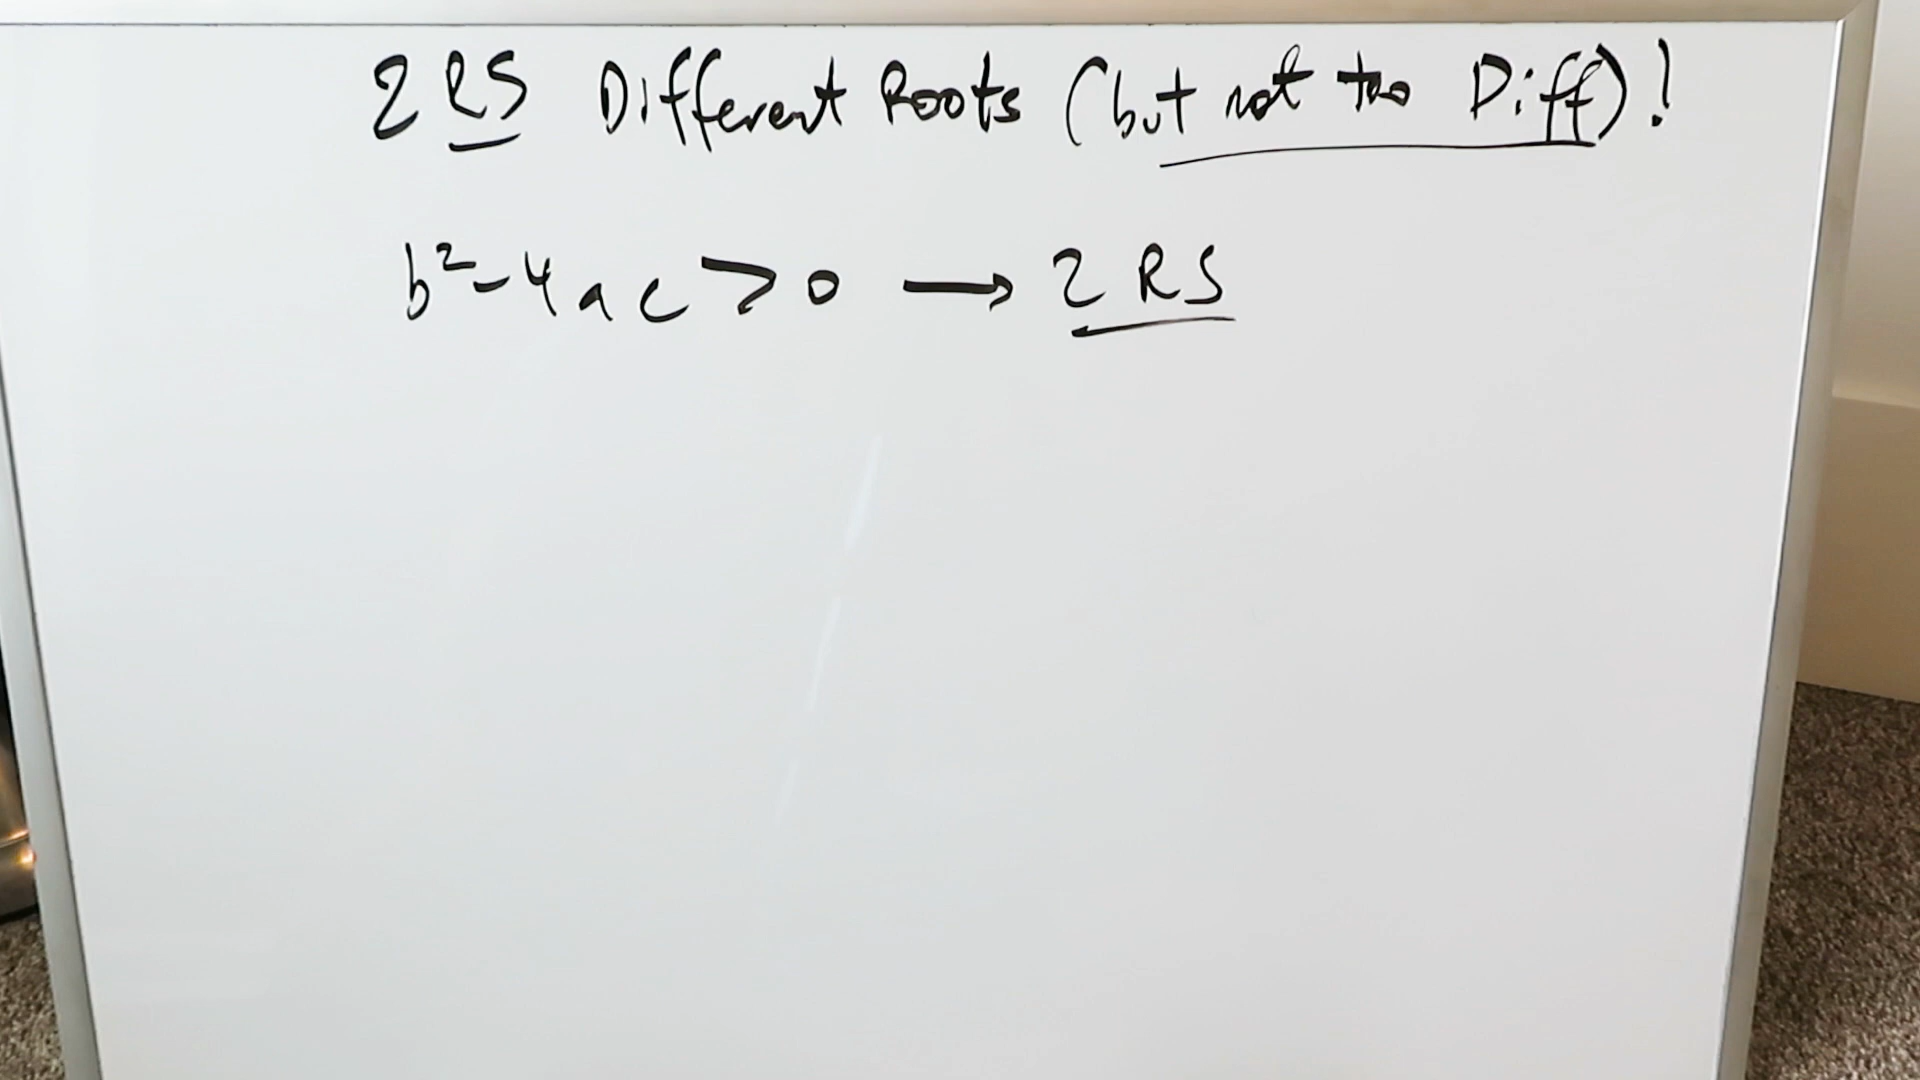 2 RS Different Roots (but not too Diff)!
b²-4ac>0 → 2 RS